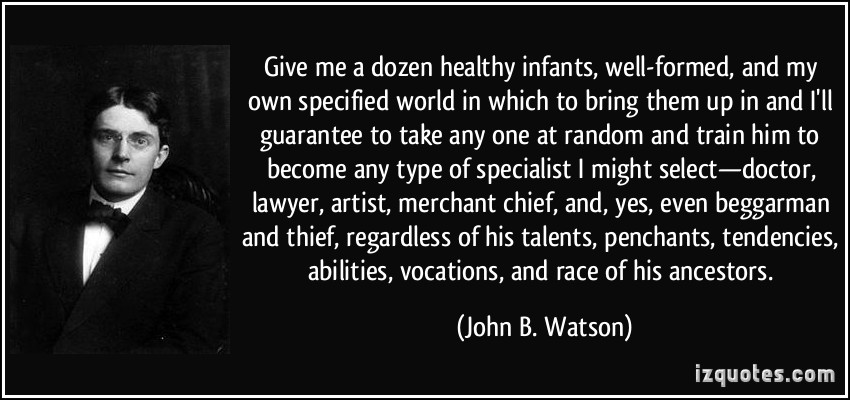 Give me a dozen healthy infants, well-formed, and my
own specified world in which to bring them up in and I'll
guarantee to take any one at random and train him to
become any type of specialist I might select—doctor,
lawyer, artist, merchant chief, and, yes, even beggarman
and thief, regardless of his talents, penchants, tendencies,
abilities, vocations, and race of his ancestors.
(John B. Watson)
izquotes.com